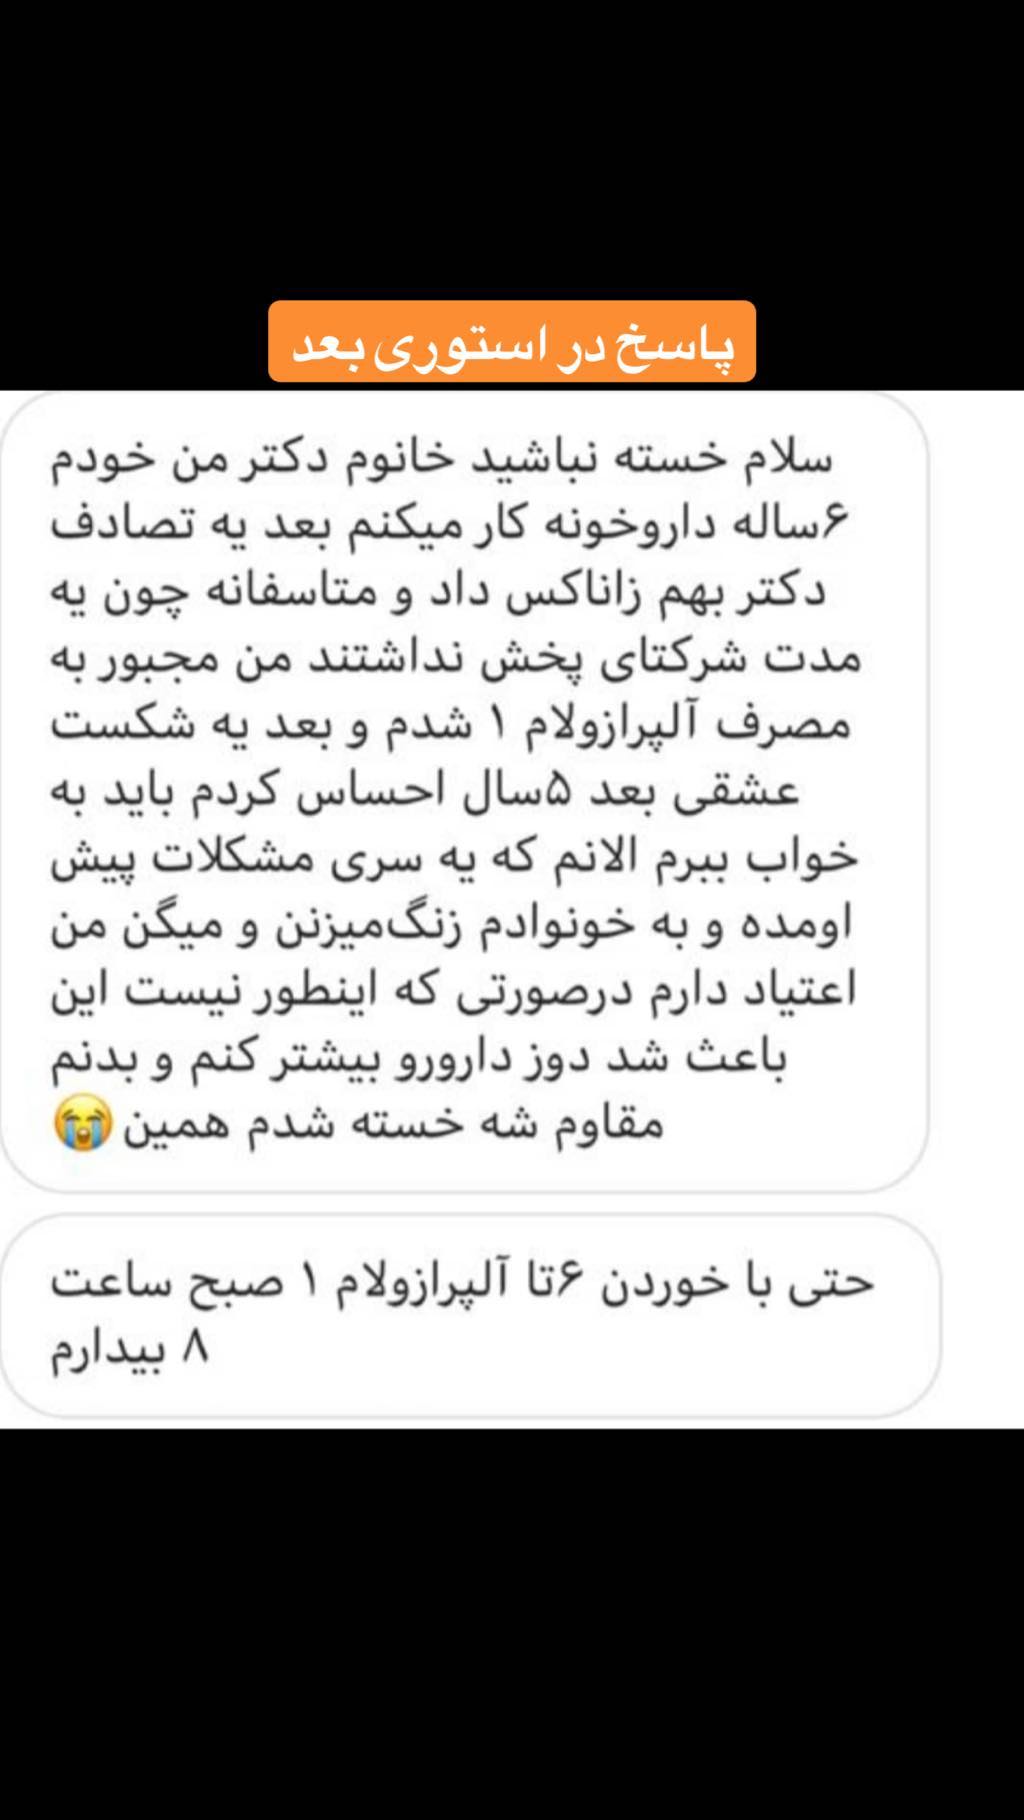 پاسخ در استوری بعد
سلام خسته نباشید خانوم دکتر من خودم
۶ساله داروخونه کار میکنم بعد یه تصادف
دکتر بهم زاناکس داد و متاسفانه چون یه
مدت شرکتای پخش نداشتند من مجبور به
مصرف آلپرازولام ۱ شدم و بعد یه شکست
عشقی بعد ۵سال احساس کردم باید به
خواب ببرم الانم که یه سری مشکلات پیش
اومده و به خونوادم زنگ‌میزنن و میگن من
اعتیاد دارم درصورتی که اینطور نیست این
باعث شد دوز دارورو بیشتر کنم و بدنم
مقاوم شه خسته شدم همین 😭
حتی با خوردن ۶تا آلپرازولام ۱ صبح ساعت
۸ بیدارم